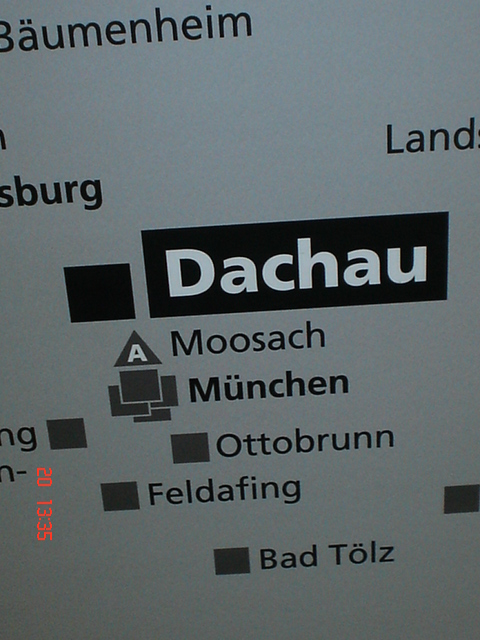 Bäumenheim
n
Lands
sburg
Dachau
A Moosach
München
ng
Ottobrunn
n-
Feldafing
Bad Tölz
20 13:35